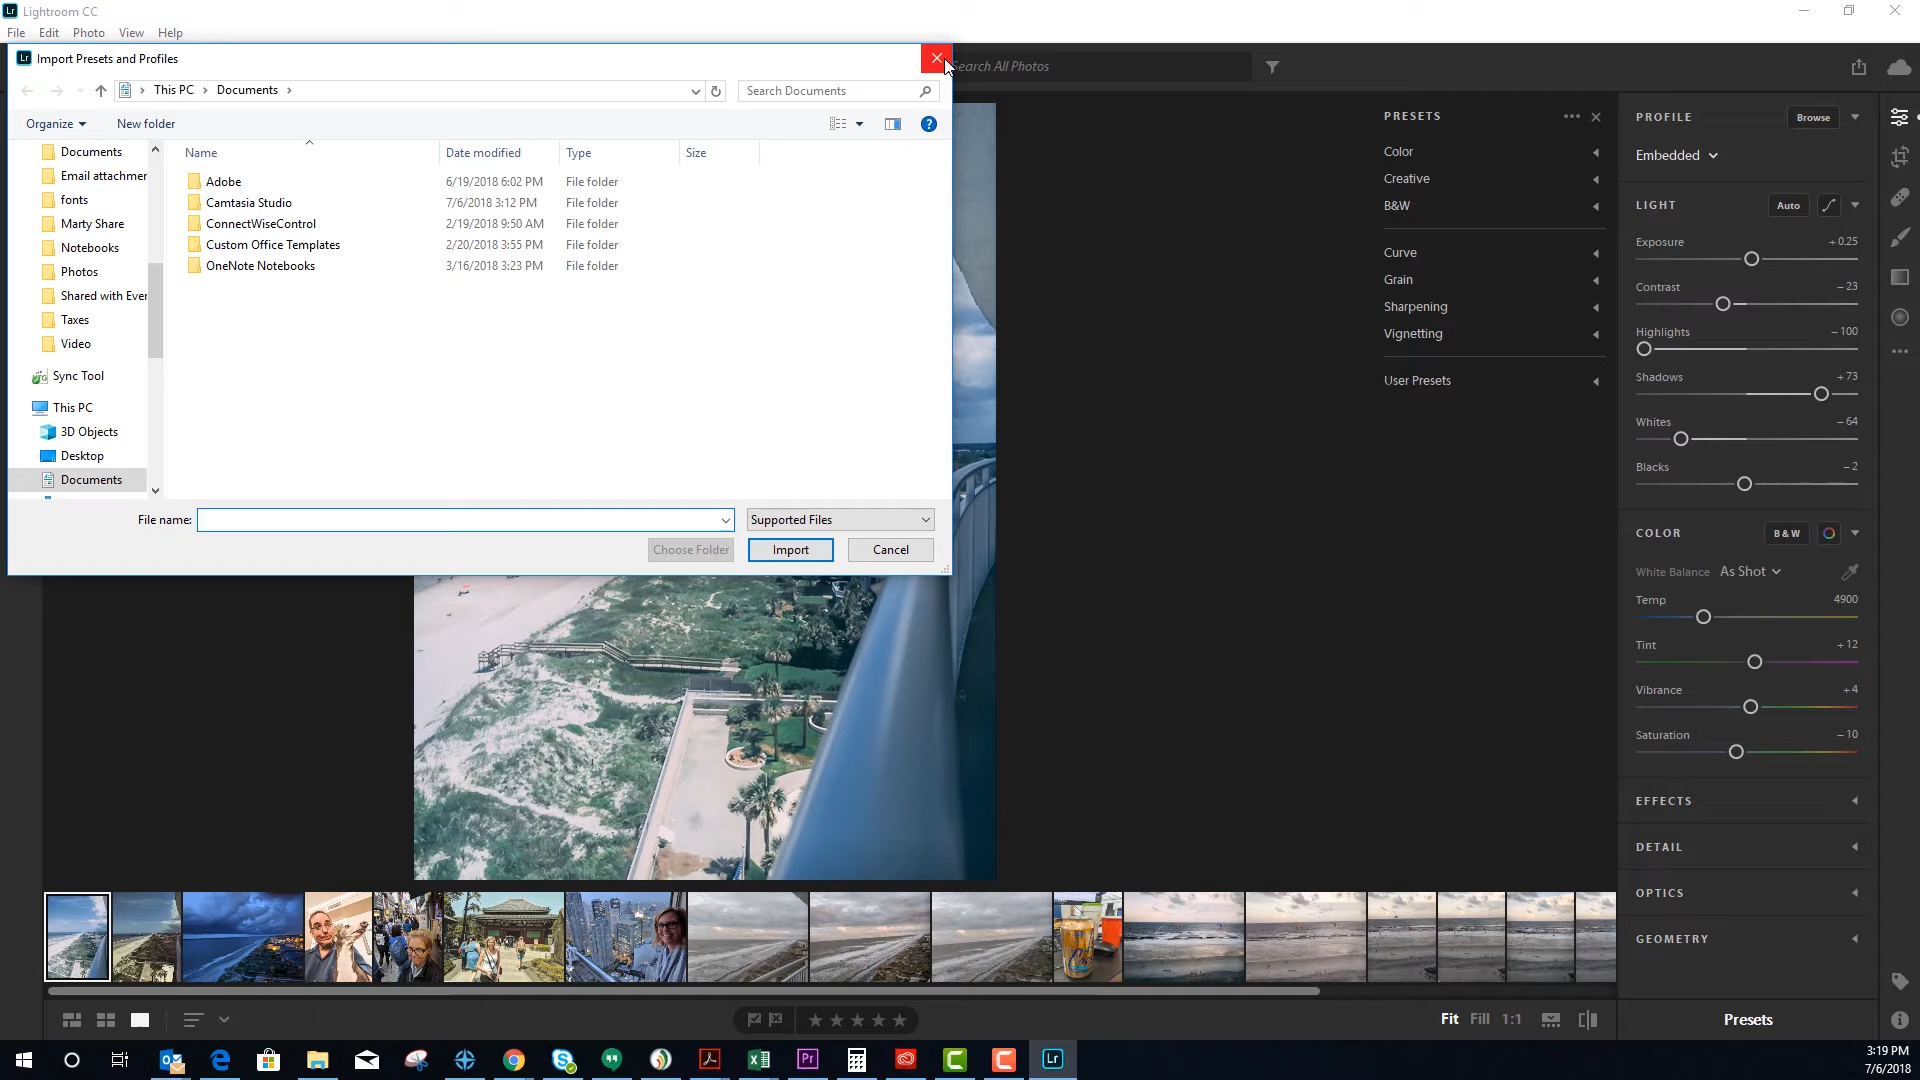 Lr Lightroom CC
File Edit Photo View Help
Lr Import Presets and Profiles
Search All Photos
This PC Documents
Search Documents
Organize New folder
Name Date modified Type Size
Documents
Email attachmer
fonts
Marty Share
Notebooks
Photos
Shared with Ever
Taxes
Video
Sync Tool
This PC
3D Objects
Desktop
Documents
Adobe 6/19/2018 6:02 PM File folder
Camtasia Studio 7/6/2018 3:12 PM File folder
ConnectWiseControl 2/19/2018 9:50 AM File folder
Custom Office Templates 2/20/2018 3:55 PM File folder
OneNote Notebooks 3/16/2018 3:23 PM File folder
File name: Supported Files
Choose Folder Import Cancel
PRESETS
Color
Creative
B&W
Curve
Grain
Sharpening
Vignetting
User Presets
PROFILE Browse
Embedded
LIGHT Auto
Exposure + 0.25
Contrast – 23
Highlights – 100
Shadows + 73
Whites – 64
Blacks – 2
COLOR B & W
White Balance As Shot
Temp 4900
Tint + 12
Vibrance + 4
Saturation – 10
EFFECTS
DETAIL
OPTICS
GEOMETRY
Fit Fill 1:1
Presets
Pr Lr
3:19 PM
7/6/2018